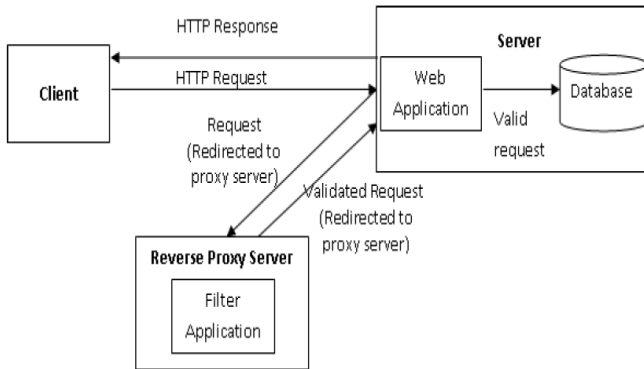 HTTP Response
Server
Client
HTTP Request
Web
Application
Database
Valid
request
Request
(Redirected to
proxy server)
Validated Request
(Redirected to
proxy server)
Reverse Proxy Server
Filter
Application